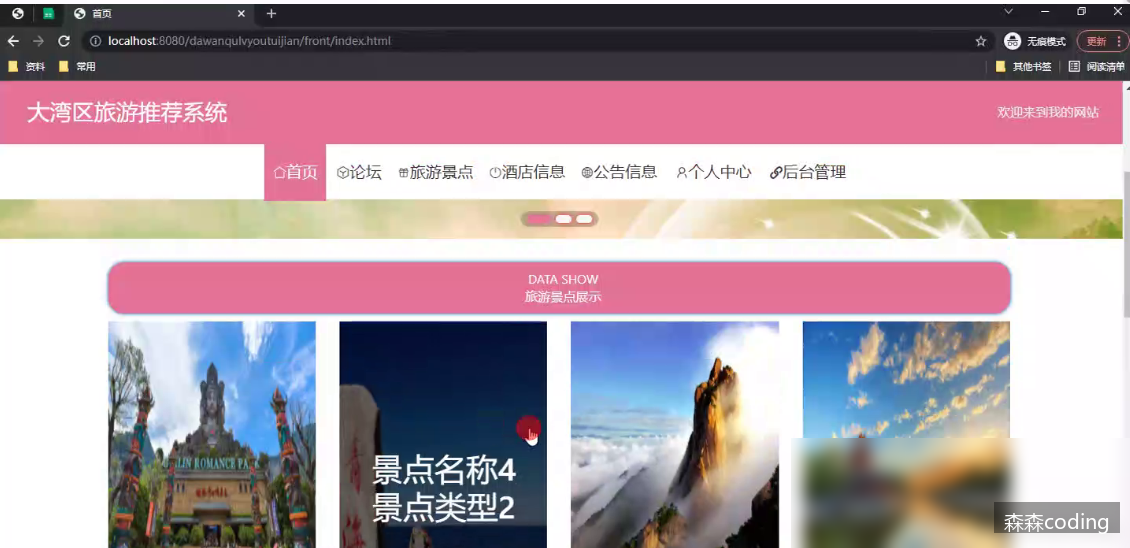 首页
localhost:8080/dawanqulvyoutuijian/front/index.html
无痕模式
更新
资料
常用
其他书签
阅读清单
大湾区旅游推荐系统
欢迎来到我的网站
首页
论坛
旅游景点
酒店信息
公告信息
个人中心
后台管理
DATA SHOW
旅游景点展示
LIN ROMANCE PA
景点名称4
景点类型2
森森coding